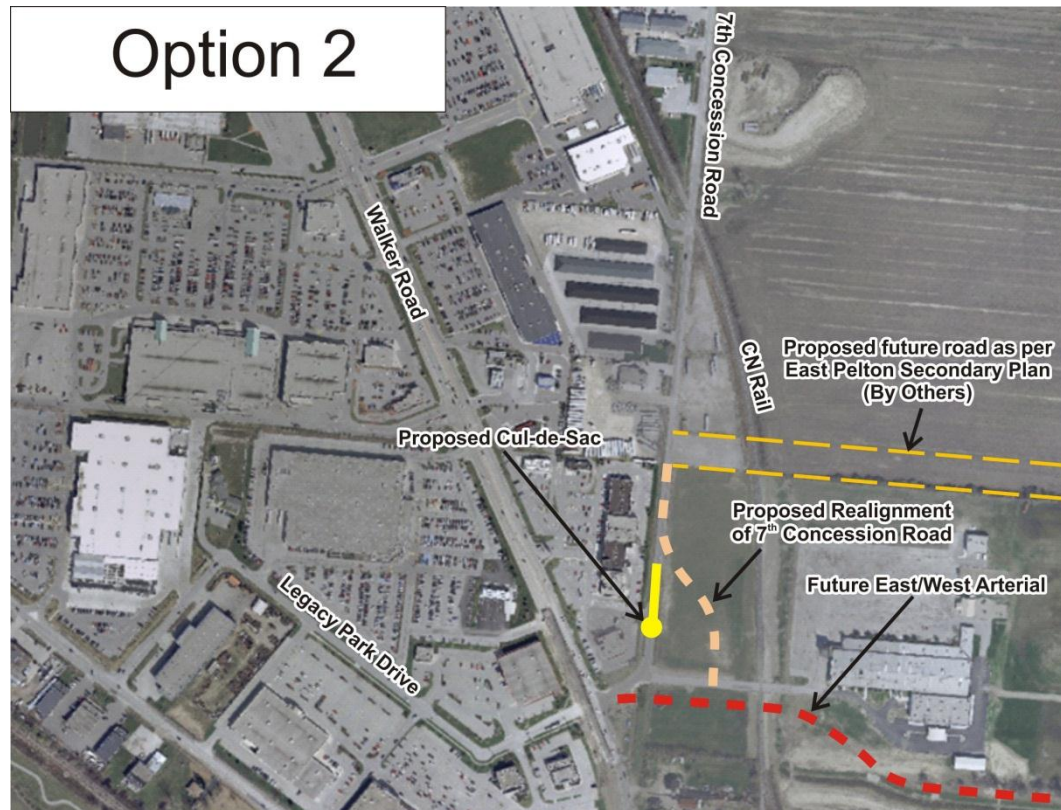 Option 2
7th Concession Road
Walker Road
CN Rail
Proposed future road as per
East Pelton Secondary Plan
(By Others)
Proposed Cul-de-Sac
Proposed Realignment
of 7th Concession Road
Future East/West Arterial
Legacy Park Drive